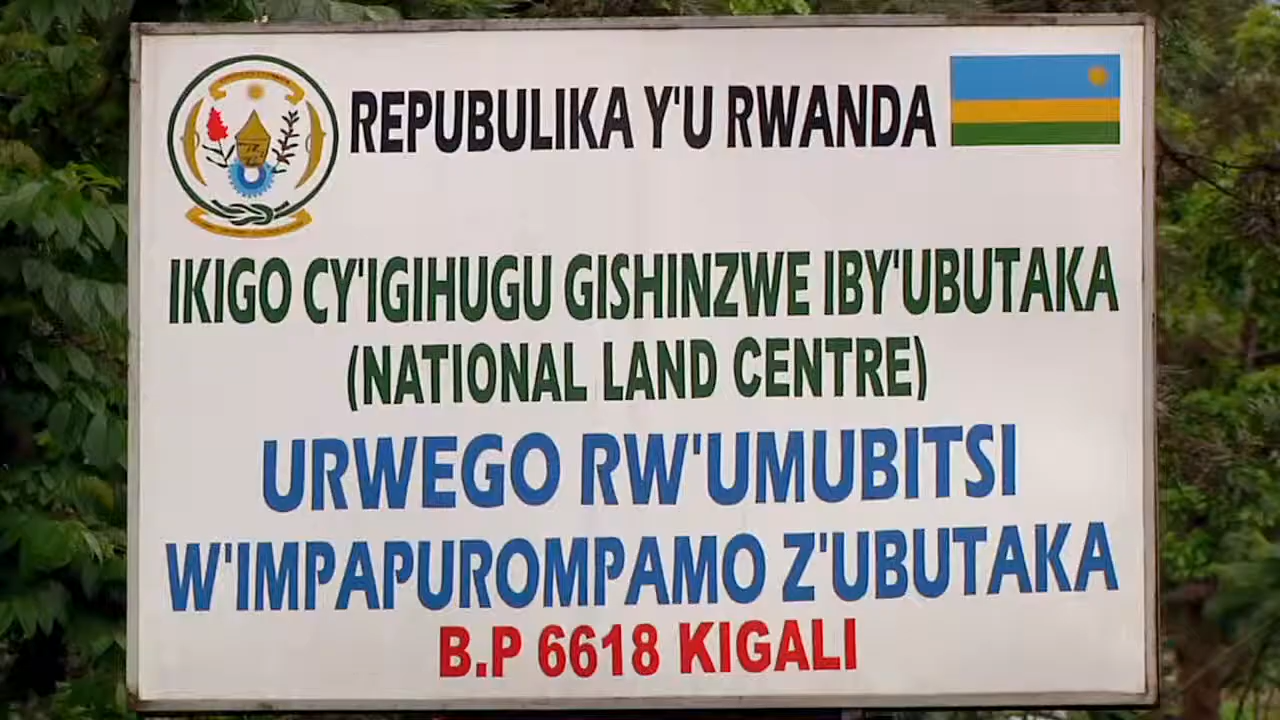 REPUBULIKA Y'U RWANDA
IKIGO CY'IGIHUGU GISHINZWE IBY'UBUTAKA
(NATIONAL LAND CENTRE)
URWEGO RW'UMUBITSI
W'IMPAPUROMPAMO Z'UBUTAKA
B.P 6618 KIGALI